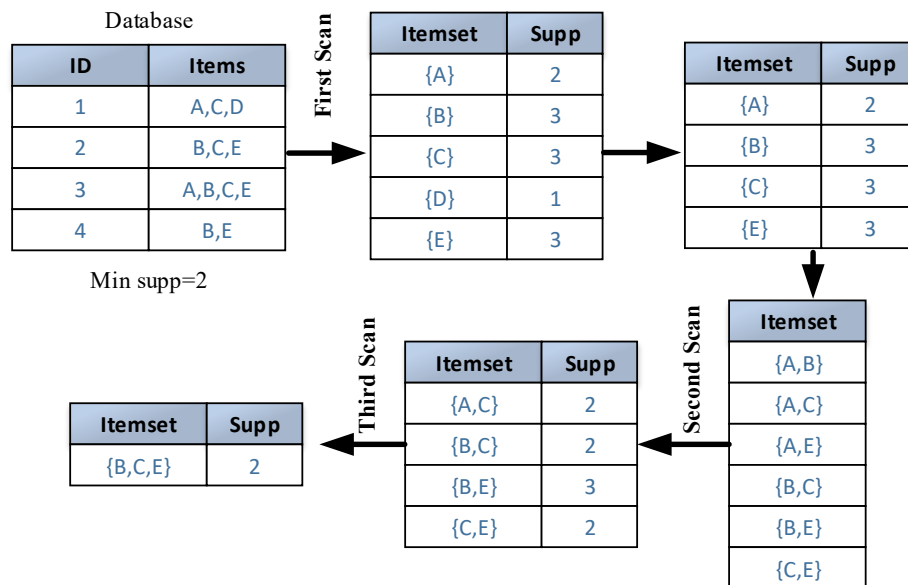 Database
ID Items
1 A,C,D
2 B,C,E
3 A,B,C,E
4 B,E
Min supp=2
First Scan
Itemset Supp
{A} 2
{B} 3
{C} 3
{D} 1
{E} 3
Itemset Supp
{A} 2
{B} 3
{C} 3
{E} 3
Itemset
{A,B}
{A,C}
{A,E}
{B,C}
{B,E}
{C,E}
Second Scan
Itemset Supp
{A,C} 2
{B,C} 2
{B,E} 3
{C,E} 2
Third Scan
Itemset Supp
{B,C,E} 2